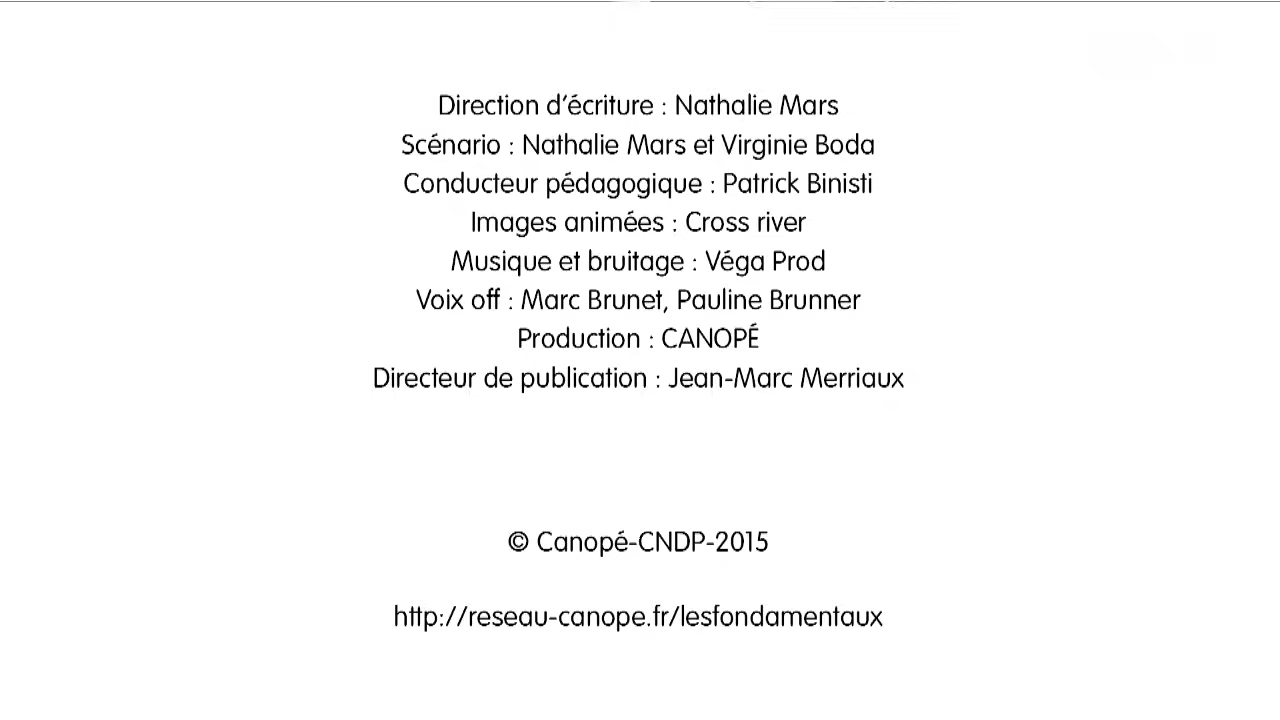 Direction d'écriture : Nathalie Mars
Scénario : Nathalie Mars et Virginie Boda
Conducteur pédagogique : Patrick Binisti
Images animées : Cross river
Musique et bruitage : Véga Prod
Voix off : Marc Brunet, Pauline Brunner
Production : CANOPÉ
Directeur de publication : Jean-Marc Merriaux
© Canopé-CNDP-2015
http://reseau-canope.fr/lesfondamentaux